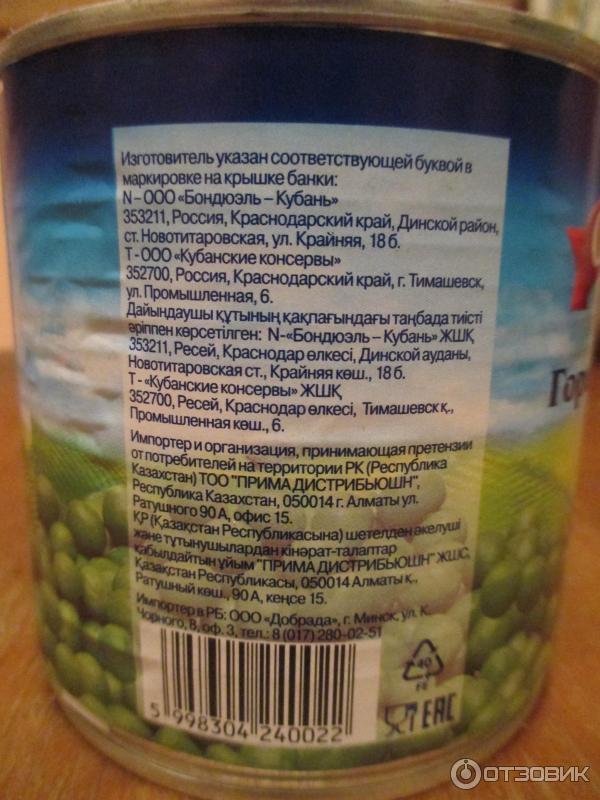 Изготовитель указан соответствующей буквой в
маркировке на крышке банки:
N – ООО «Бондюэль – Кубань»
353211, Россия, Краснодарский край, Динской район,
ст. Новотитаровская, ул. Крайняя, 18 б.
Т - ООО «Кубанские консервы»
352700, Россия, Краснодарский край, г. Тимашевск,
ул. Промышленная, 6.
Дайындаушы құтының қақпағындағы таңбада тиісті
әріппен көрсетілген: N-«Бондюэль – Кубань» ЖШҚ
353211, Ресей, Краснодар өлкесі, Динской ауданы,
Новотитаровская ст., Крайняя көш., 18 б.
Т - «Кубанские консервы» ЖШҚ
352700, Ресей, Краснодар өлкесі, Тимашевск қ.,
Промышленная көш., 6.
Импортер и организация, принимающая претензии
от потребителей на территории РК (Республика
Казахстан) ТОО "ПРИМА ДИСТРИБЬЮШН",
Республика Казахстан, 050014 г. Алматы ул.
Ратушного 90 А, офис 15.
ҚР (Қазақстан Республикасына) шетелден әкелуші
және тұтынушылардан кінәрат-талаптар
қабылдайтын ұйым "ПРИМА ДИСТРИБЬЮШН" ЖШС,
Қазақстан Республикасы, 050014 Алматы қ.,
Ратушный көш., 90 А, кеңсе 15.
Импортер в РБ: ООО «Добрада», г. Минск, ул. К.
Чорного, 8, оф. 3, тел.: 8 (017) 280-02-51
5 998304 240022
40
FE
EAC
Гор
ОТЗОВИК